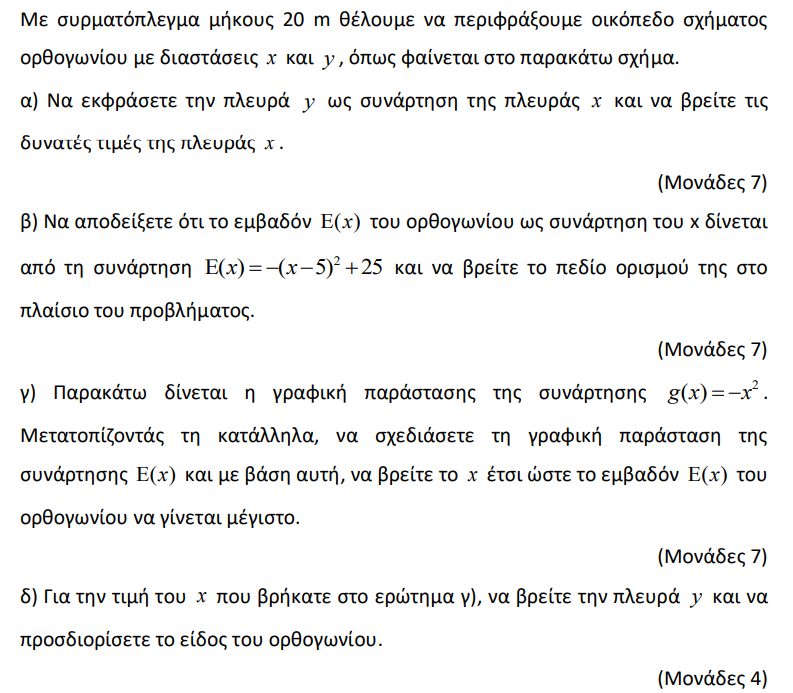 Με συρματόπλεγμα μήκους 20 m θέλουμε να περιφράξουμε οικόπεδο σχήματος
ορθογωνίου με διαστάσεις x και y, όπως φαίνεται στο παρακάτω σχήμα.
α) Να εκφράσετε την πλευρά y ως συνάρτηση της πλευράς x και να βρείτε τις
δυνατές τιμές της πλευράς x.
(Μονάδες 7)
β) Να αποδείξετε ότι το εμβαδόν E(x) του ορθογωνίου ως συνάρτηση του x δίνεται
από τη συνάρτηση E(x)=−(x−5)²+25 και να βρείτε το πεδίο ορισμού της στο
πλαίσιο του προβλήματος.
(Μονάδες 7)
γ) Παρακάτω δίνεται η γραφική παράστασης της συνάρτησης g(x)=−x².
Μετατοπίζοντάς τη κατάλληλα, να σχεδιάσετε τη γραφική παράσταση της
συνάρτησης E(x) και με βάση αυτή, να βρείτε το x έτσι ώστε το εμβαδόν E(x) του
ορθογωνίου να γίνεται μέγιστο.
(Μονάδες 7)
δ) Για την τιμή του x που βρήκατε στο ερώτημα γ), να βρείτε την πλευρά y και να
προσδιορίσετε το είδος του ορθογωνίου.
(Μονάδες 4)